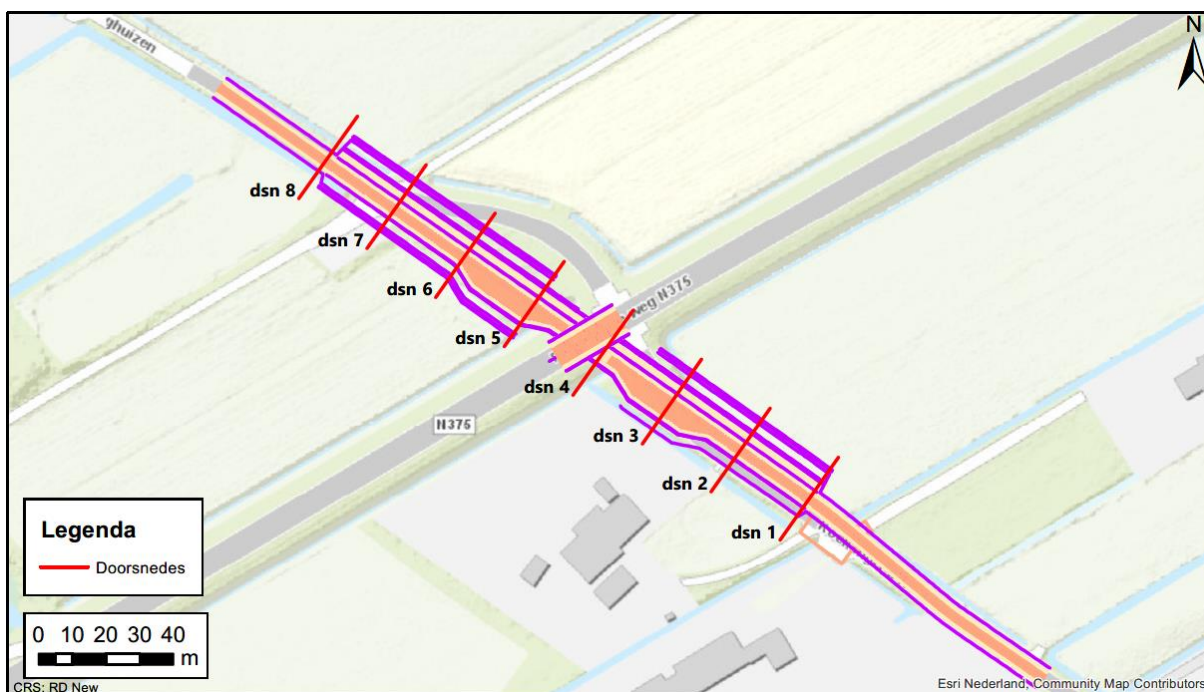 ghuizen
N
dsn 8
dsn 7
dsn 6
weg N375
dsn 5
dsn 4
N375
dsn 3
dsn 2
dsn 1
Legenda
Doorsnedes
0 10 20 30 40
m
CRS: RD New
Esri Nederland, Community Map Contributors